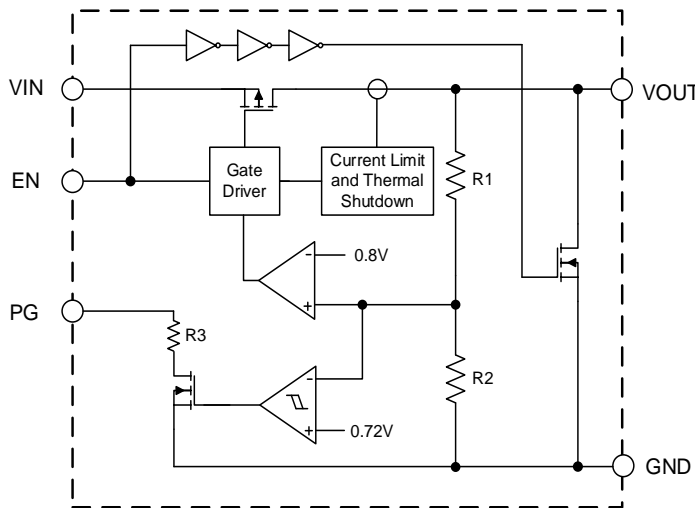 VIN
VOUT
EN
Gate
Driver
Current Limit
and Thermal
Shutdown
R1
-
0.8V
+
PG
R3
R2
-
+
0.72V
GND